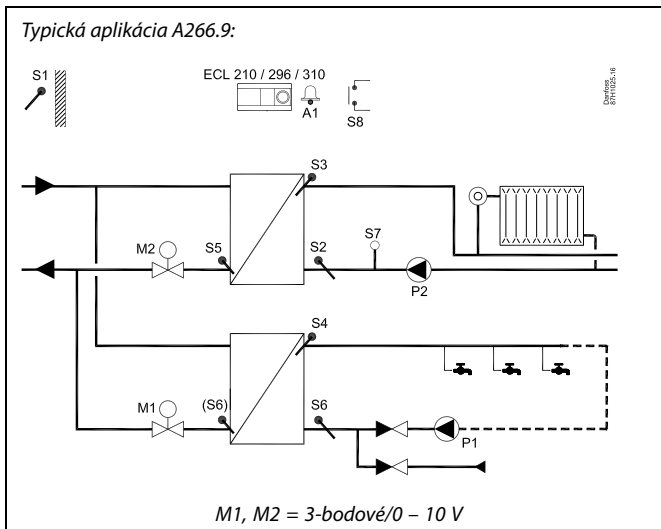 Typická aplikácia A266.9:
S1
ECL 210 / 296 / 310
A1
S8
Danfoss
87H1025.16
S3
M2
S5
S2
S7
P2
S4
M1
(S6)
S6
P1
M1, M2 = 3-bodové/0 – 10 V